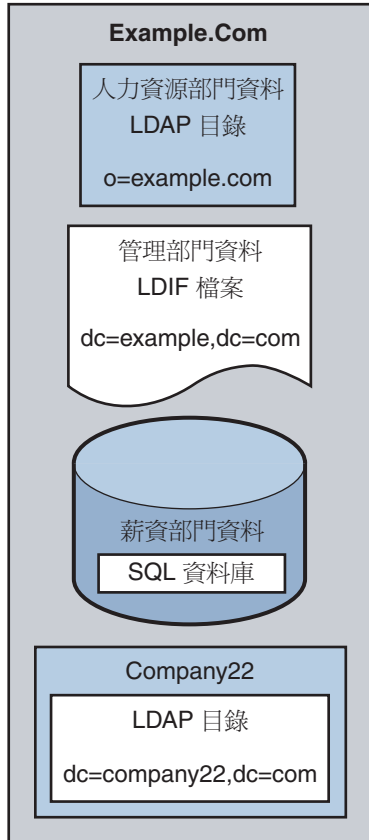 Example.Com
人力資源部門資料
LDAP 目錄
o=example.com
管理部門資料
LDIF 檔案
dc=example,dc=com
薪資部門資料
SQL 資料庫
Company22
LDAP 目錄
dc=company22,dc=com